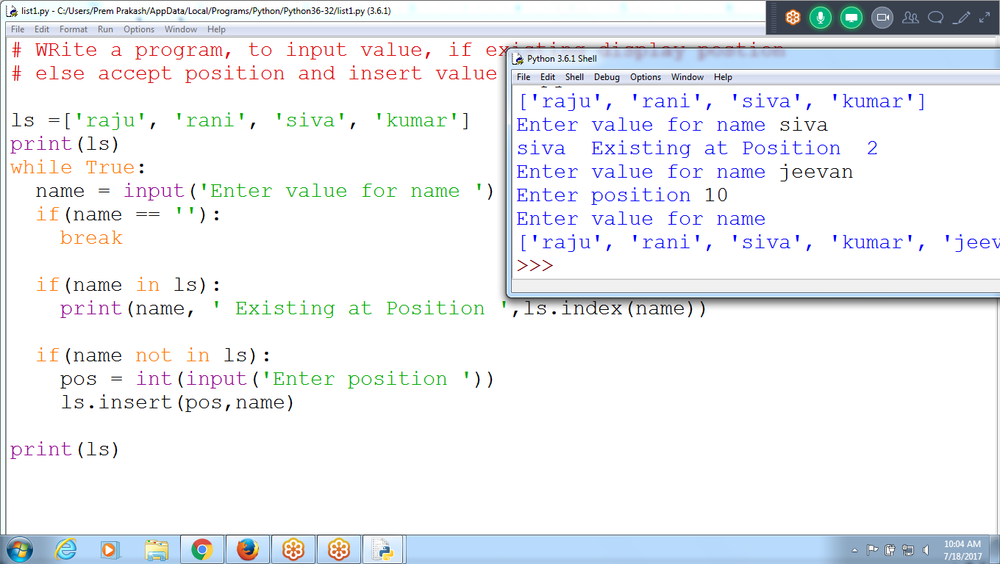 list1.py - C:/Users/Prem Prakash/AppData/Local/Programs/Python/Python36-32/list1.py (3.6.1)
File Edit Format Run Options Window Help
# WRite a program, to input value, if existing display postion
# else accept position and insert value
ls =['raju', 'rani', 'siva', 'kumar']
print(ls)
while True:
name = input('Enter value for name ')
if(name == ''):
break
if(name in ls):
print(name, ' Existing at Position ',ls.index(name))
if(name not in ls):
pos = int(input('Enter position '))
ls.insert(pos,name)
print(ls)
Python 3.6.1 Shell
File Edit Shell Debug Options Window Help
['raju', 'rani', 'siva', 'kumar']
Enter value for name siva
siva  Existing at Position  2
Enter value for name jeevan
Enter position 10
Enter value for name
['raju', 'rani', 'siva', 'kumar', 'jeev
>>>
10:04 AM
7/18/2017